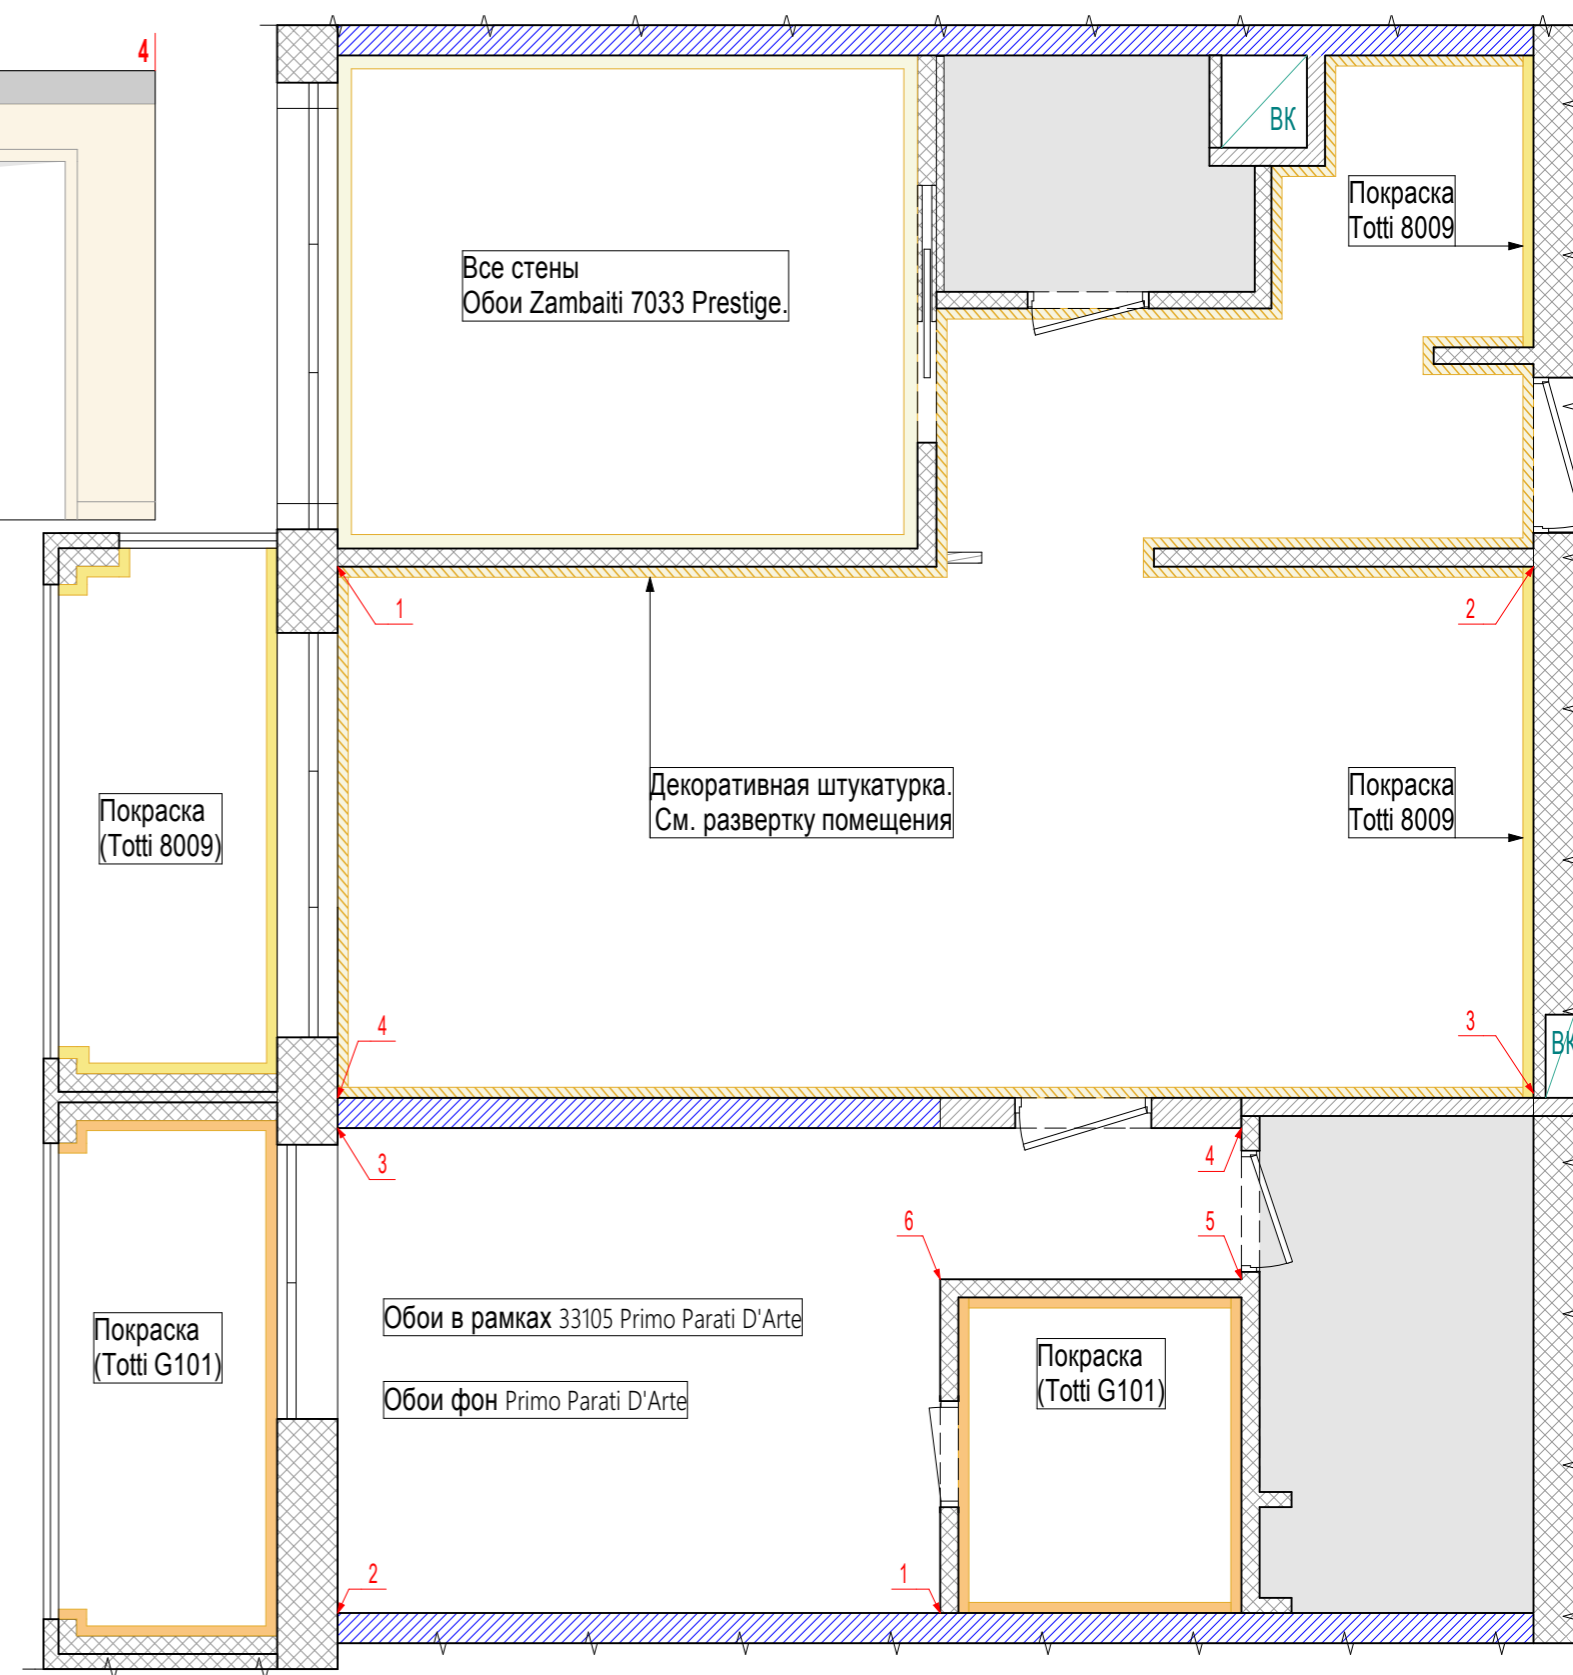 4
ВК
Покраска
Totti 8009
Все стены
Обои Zambaiti 7033 Prestige.
1
2
Декоративная штукатурка.
См. развертку помещения
Покраска
Totti 8009
Покраска
(Totti 8009)
4
3
ВК
3
4
6
5
Обои в рамках 33105 Primo Parati D'Arte
Покраска
(Totti G101)
Покраска
(Totti G101)
Обои фон Primo Parati D'Arte
2
1